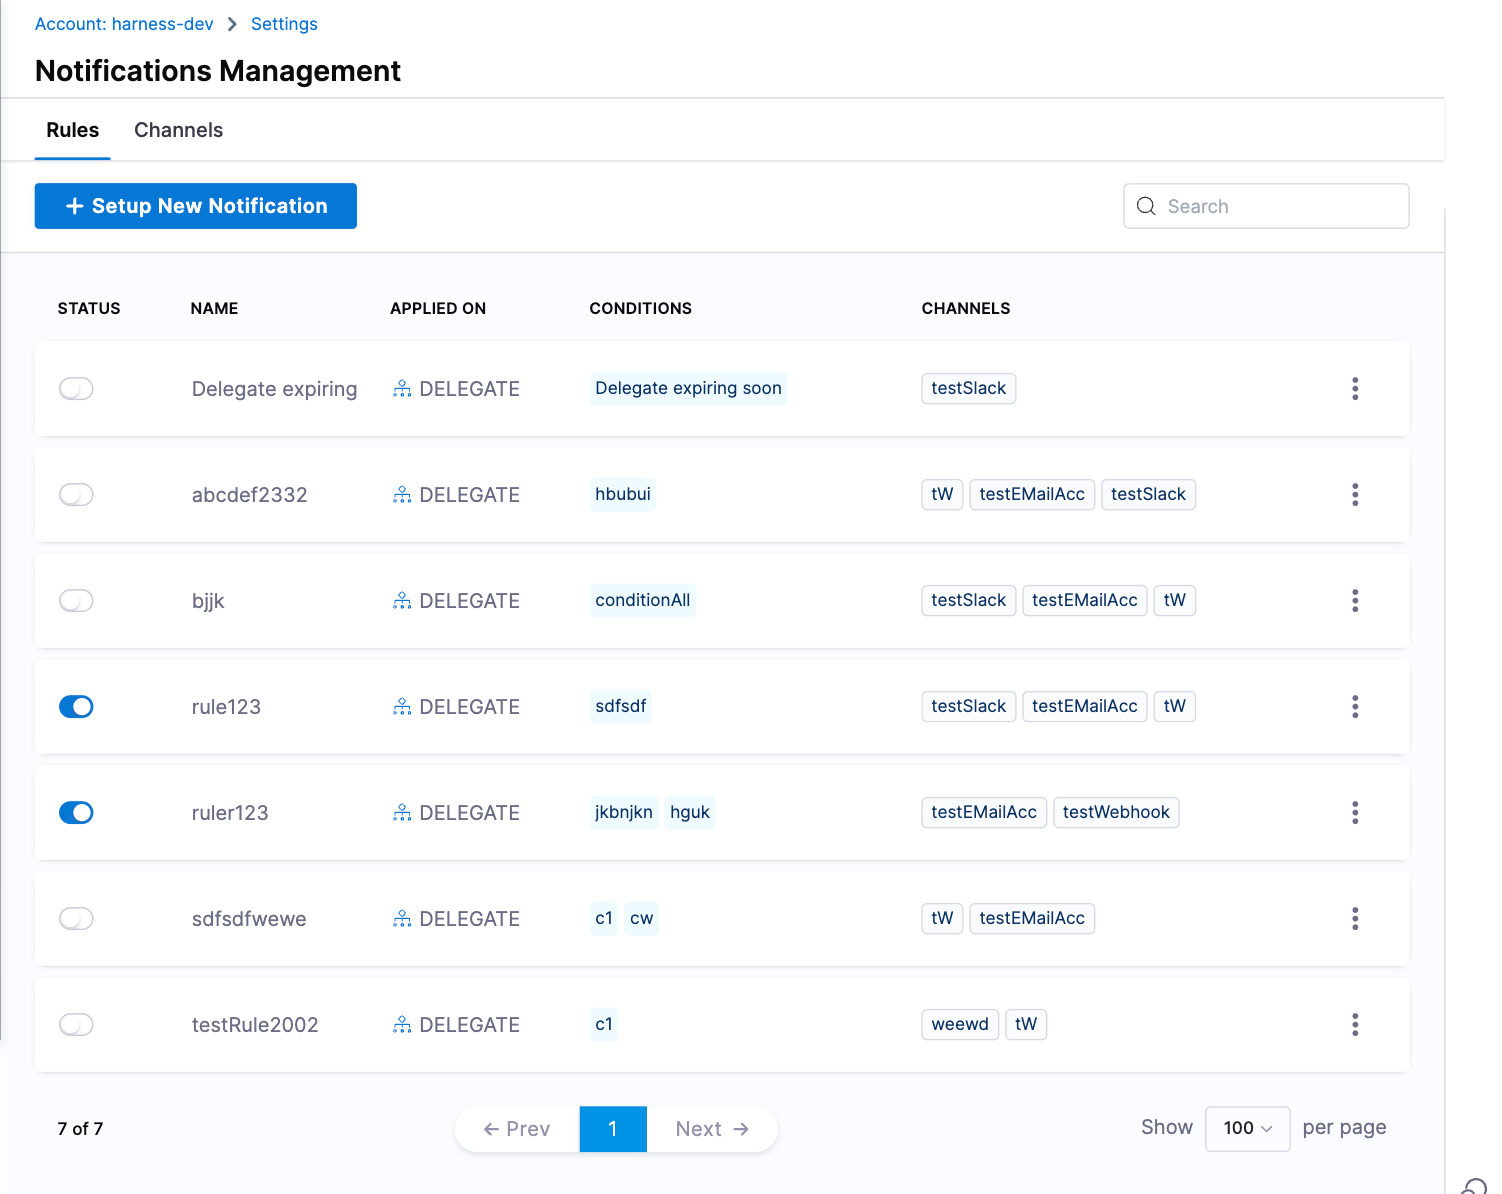 Account: harness-dev > Settings
Notifications Management
Rules Channels
+ Setup New Notification Search
STATUS NAME APPLIED ON CONDITIONS CHANNELS
Delegate expiring DELEGATE Delegate expiring soon testSlack
abcdef2332 DELEGATE hbubui tW testEMailAcc testSlack
bjjk DELEGATE conditionAll testSlack testEMailAcc tW
rule123 DELEGATE sdfsdf testSlack testEMailAcc tW
ruler123 DELEGATE jkbnjkn hguk testEMailAcc testWebhook
sdfsdfwewe DELEGATE c1 cw tW testEMailAcc
testRule2002 DELEGATE c1 weewd tW
7 of 7 ← Prev 1 Next → Show 100 per page